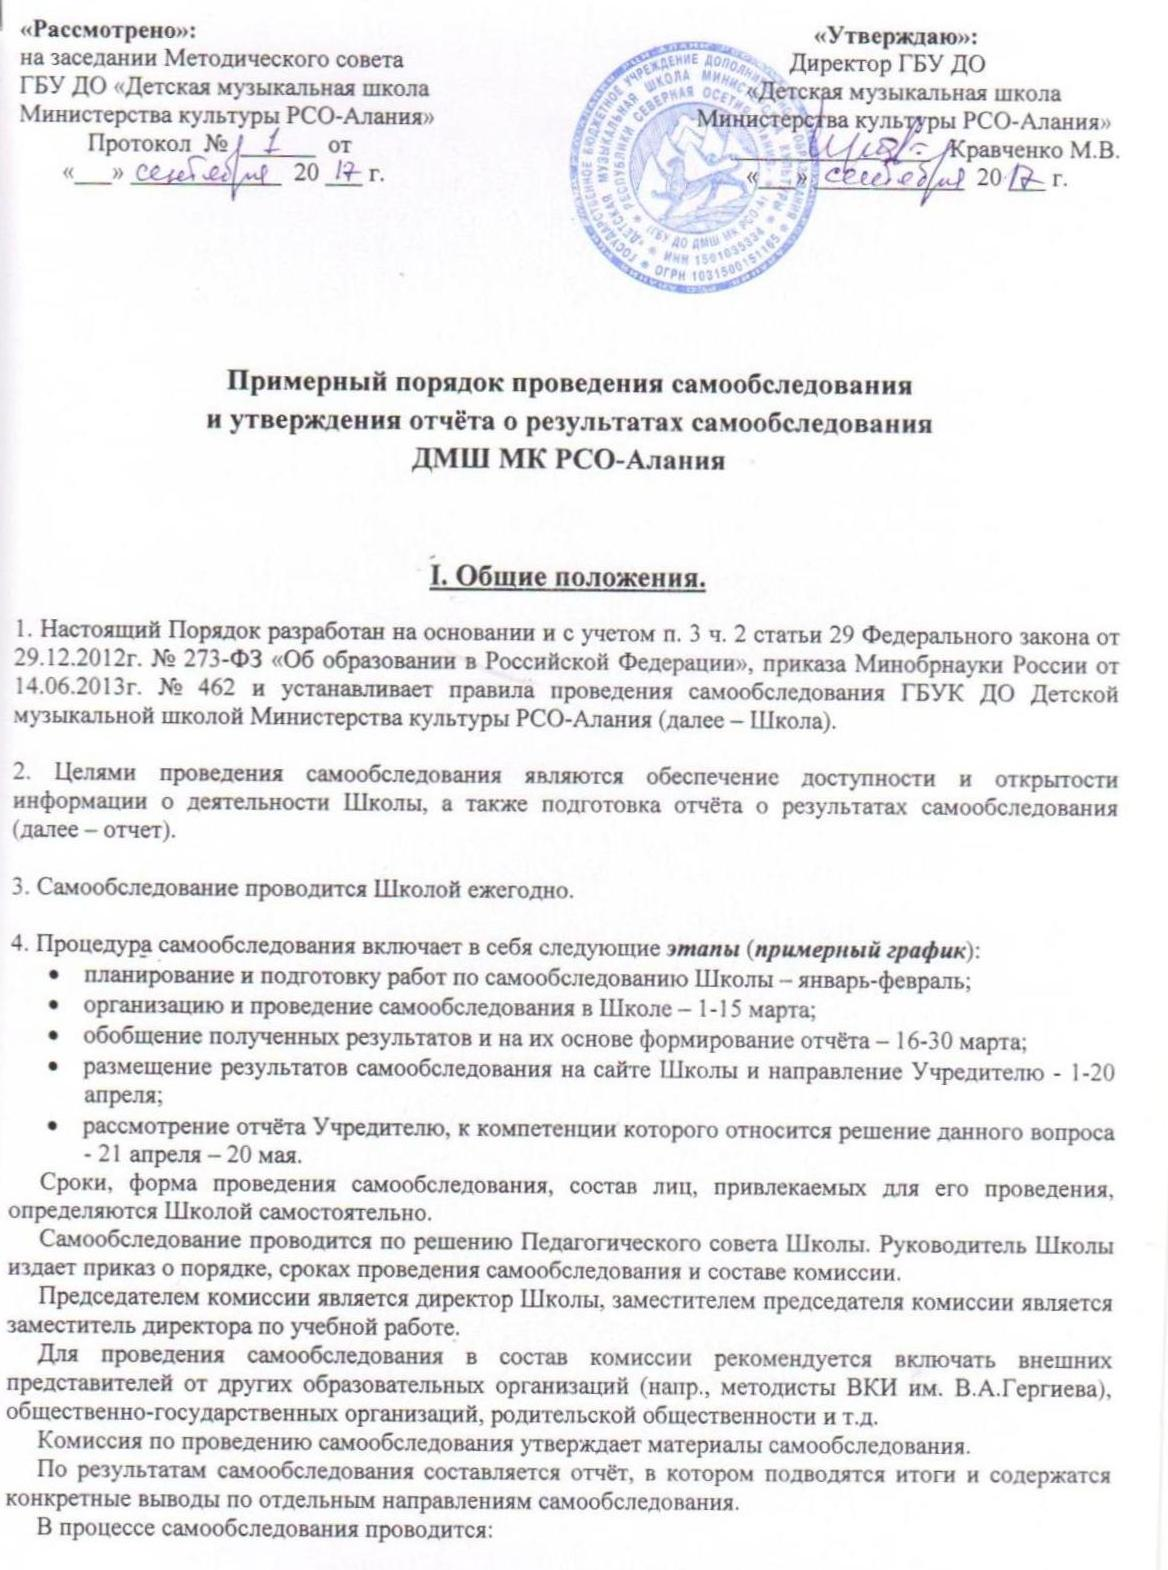 «Рассмотрено»:
на заседании Методического совета
ГБУ ДО «Детская музыкальная школа
Министерства культуры РСО-Алания»
Протокол № 1 от
«___» сентября 20 17 г.
«Утверждаю»:
Директор ГБУ ДО
«Детская музыкальная школа
Министерства культуры РСО-Алания»
Кравченко М.В.
«___» сентября 20 17 г.
(ГБУ ДО ДМШ МК РСО-А)
ИНН 1501035334
ОГРН 1031500151165
Примерный порядок проведения самообследования
и утверждения отчёта о результатах самообследования
ДМШ МК РСО-Алания
I. Общие положения.
1. Настоящий Порядок разработан на основании и с учетом п. 3 ч. 2 статьи 29 Федерального закона от
29.12.2012г. № 273-ФЗ «Об образовании в Российской Федерации», приказа Минобрнауки России от
14.06.2013г. № 462 и устанавливает правила проведения самообследования ГБУК ДО Детской
музыкальной школой Министерства культуры РСО-Алания (далее – Школа).
2. Целями проведения самообследования являются обеспечение доступности и открытости
информации о деятельности Школы, а также подготовка отчёта о результатах самообследования
(далее – отчет).
3. Самообследование проводится Школой ежегодно.
4. Процедура самообследования включает в себя следующие этапы (примерный график):
• планирование и подготовку работ по самообследованию Школы – январь-февраль;
• организацию и проведение самообследования в Школе – 1-15 марта;
• обобщение полученных результатов и на их основе формирование отчёта – 16-30 марта;
• размещение результатов самообследования на сайте Школы и направление Учредителю - 1-20
апреля;
• рассмотрение отчёта Учредителю, к компетенции которого относится решение данного вопроса
- 21 апреля – 20 мая.
Сроки, форма проведения самообследования, состав лиц, привлекаемых для его проведения,
определяются Школой самостоятельно.
Самообследование проводится по решению Педагогического совета Школы. Руководитель Школы
издает приказ о порядке, сроках проведения самообследования и составе комиссии.
Председателем комиссии является директор Школы, заместителем председателя комиссии является
заместитель директора по учебной работе.
Для проведения самообследования в состав комиссии рекомендуется включать внешних
представителей от других образовательных организаций (напр., методисты ВКИ им. В.А.Гергиева),
общественно-государственных организаций, родительской общественности и т.д.
Комиссия по проведению самообследования утверждает материалы самообследования.
По результатам самообследования составляется отчёт, в котором подводятся итоги и содержатся
конкретные выводы по отдельным направлениям самообследования.
В процессе самообследования проводится: